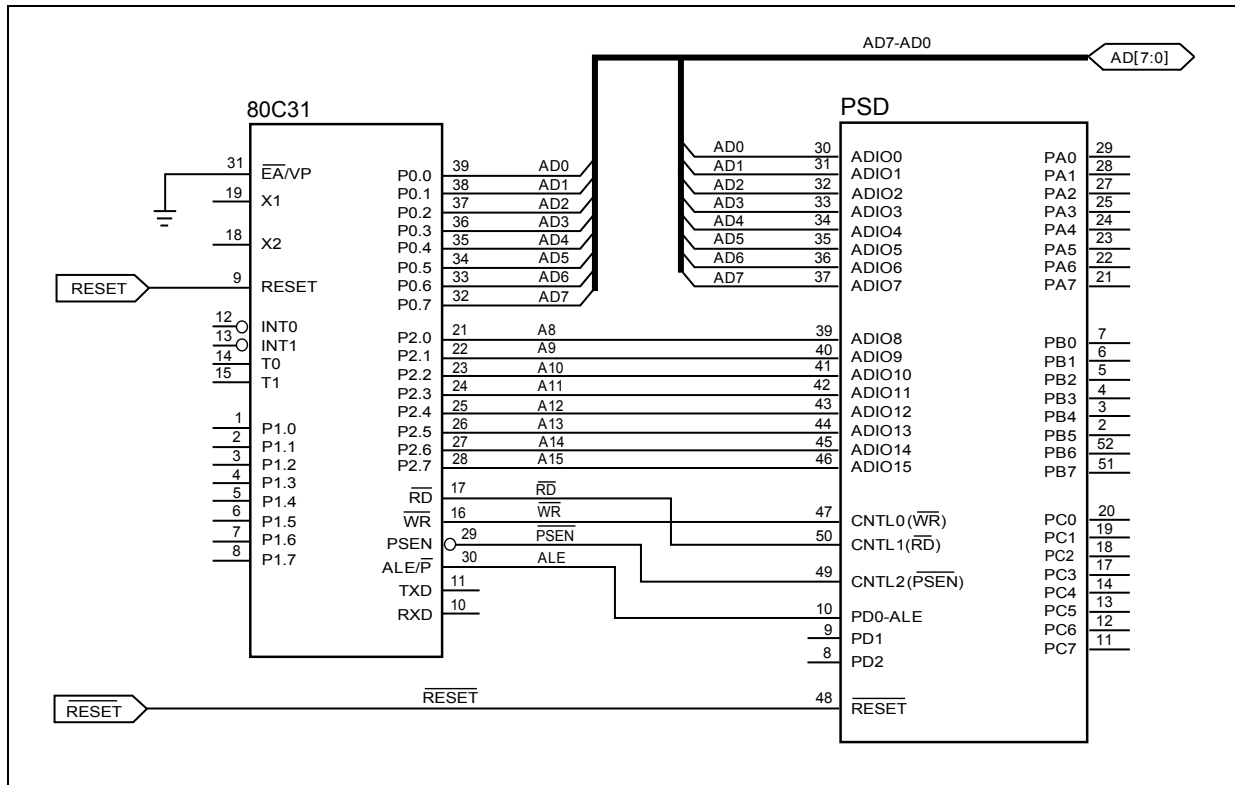 AD7-AD0
AD[7:0]
80C31
PSD
31 EA/VP
19 X1
18 X2
RESET
9 RESET
12 INT0
13 INT1
14 T0
15 T1
1 P1.0
2 P1.1
3 P1.2
4 P1.3
5 P1.4
6 P1.5
7 P1.6
8 P1.7
P0.0 39 AD0
P0.1 38 AD1
P0.2 37 AD2
P0.3 36 AD3
P0.4 35 AD4
P0.5 34 AD5
P0.6 33 AD6
P0.7 32 AD7
P2.0 21 A8
P2.1 22 A9
P2.2 23 A10
P2.3 24 A11
P2.4 25 A12
P2.5 26 A13
P2.6 27 A14
P2.7 28 A15
RD 17 RD
WR 16 WR
PSEN 29 PSEN
ALE/P 30 ALE
TXD 11
RXD 10
AD0 30 ADIO0
AD1 31 ADIO1
AD2 32 ADIO2
AD3 33 ADIO3
AD4 34 ADIO4
AD5 35 ADIO5
AD6 36 ADIO6
AD7 37 ADIO7
39 ADIO8
40 ADIO9
41 ADIO10
42 ADIO11
43 ADIO12
44 ADIO13
45 ADIO14
46 ADIO15
47 CNTL0(WR)
50 CNTL1(RD)
49 CNTL2(PSEN)
10 PD0-ALE
9 PD1
8 PD2
48 RESET
PA0 29
PA1 28
PA2 27
PA3 25
PA4 24
PA5 23
PA6 22
PA7 21
PB0 7
PB1 6
PB2 5
PB3 4
PB4 3
PB5 2
PB6 52
PB7 51
PC0 20
PC1 19
PC2 18
PC3 17
PC4 14
PC5 13
PC6 12
PC7 11
RESET
RESET